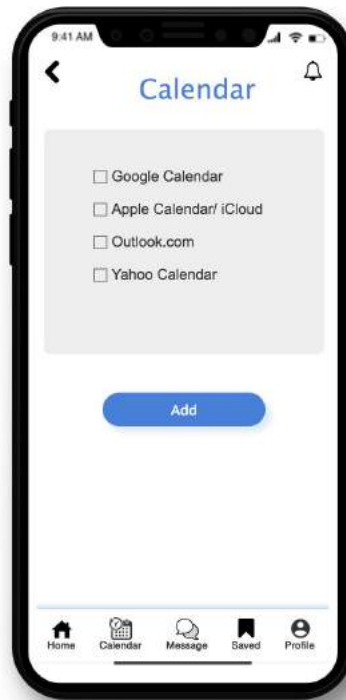 9:41 AM
Calendar
Google Calendar
Apple Calendar/ iCloud
Outlook.com
Yahoo Calendar
Add
Home Calendar Message Saved Profile